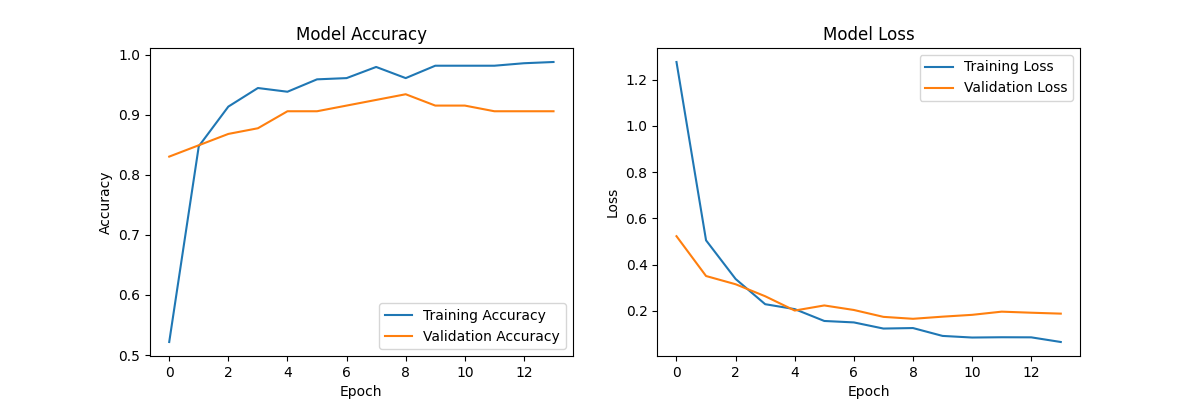 Model Accuracy
1.0
0.9
0.8
0.7
0.6
0.5
Accuracy
0 2 4 6 8 10 12
Epoch
Training Accuracy
Validation Accuracy
Model Loss
1.2
1.0
0.8
0.6
0.4
0.2
Loss
0 2 4 6 8 10 12
Epoch
Training Loss
Validation Loss